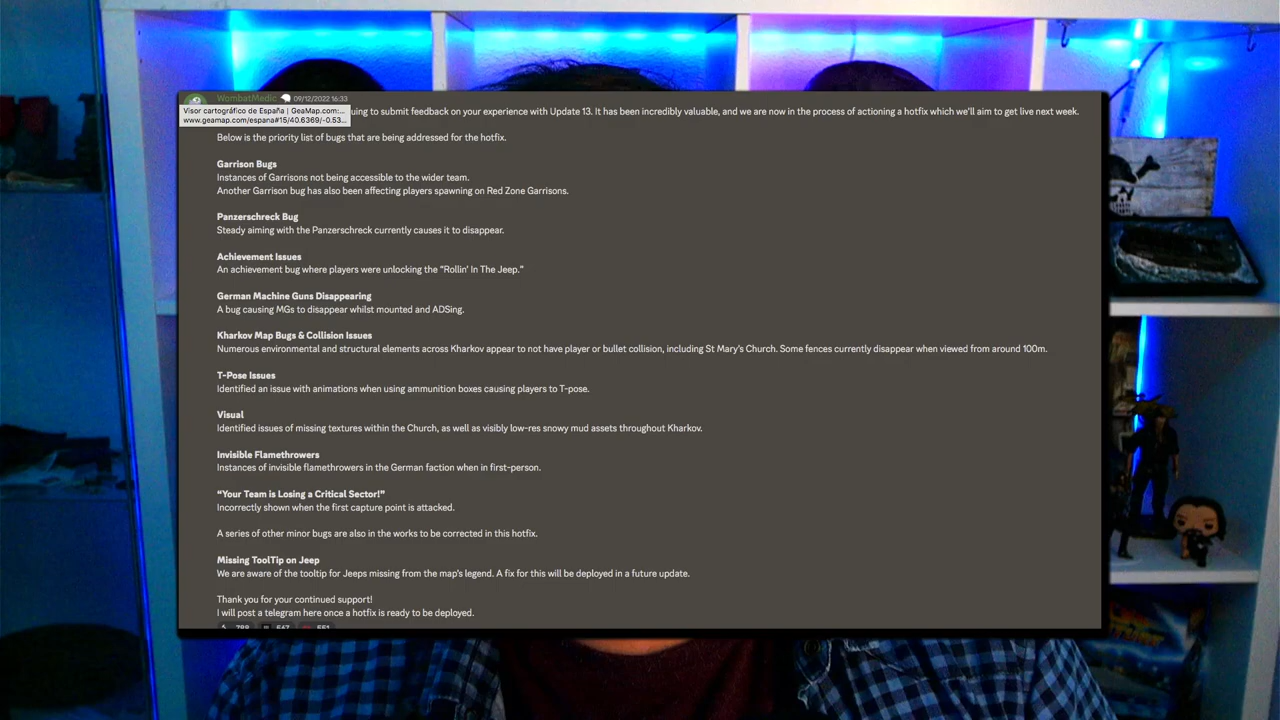 WombatMedic 09/12/2022 16:33
Visor cartográfico de España | GeaMap.com:...
www.geamap.com/espana#15/40.6369/-0.53...
uing to submit feedback on your experience with Update 13. It has been incredibly valuable, and we are now in the process of actioning a hotfix which we'll aim to get live next week.
Below is the priority list of bugs that are being addressed for the hotfix.
Garrison Bugs
Instances of Garrisons not being accessible to the wider team.
Another Garrison bug has also been affecting players spawning on Red Zone Garrisons.
Panzerschreck Bug
Steady aiming with the Panzerschreck currently causes it to disappear.
Achievement Issues
An achievement bug where players were unlocking the “Rollin' In The Jeep.”
German Machine Guns Disappearing
A bug causing MGs to disappear whilst mounted and ADSing.
Kharkov Map Bugs & Collision Issues
Numerous environmental and structural elements across Kharkov appear to not have player or bullet collision, including St Mary's Church. Some fences currently disappear when viewed from around 100m.
T-Pose Issues
Identified an issue with animations when using ammunition boxes causing players to T-pose.
Visual
Identified issues of missing textures within the Church, as well as visibly low-res snowy mud assets throughout Kharkov.
Invisible Flamethrowers
Instances of invisible flamethrowers in the German faction when in first-person.
“Your Team is Losing a Critical Sector!”
Incorrectly shown when the first capture point is attacked.
A series of other minor bugs are also in the works to be corrected in this hotfix.
Missing ToolTip on Jeep
We are aware of the tooltip for Jeeps missing from the map's legend. A fix for this will be deployed in a future update.
Thank you for your continued support!
I will post a telegram here once a hotfix is ready to be deployed.